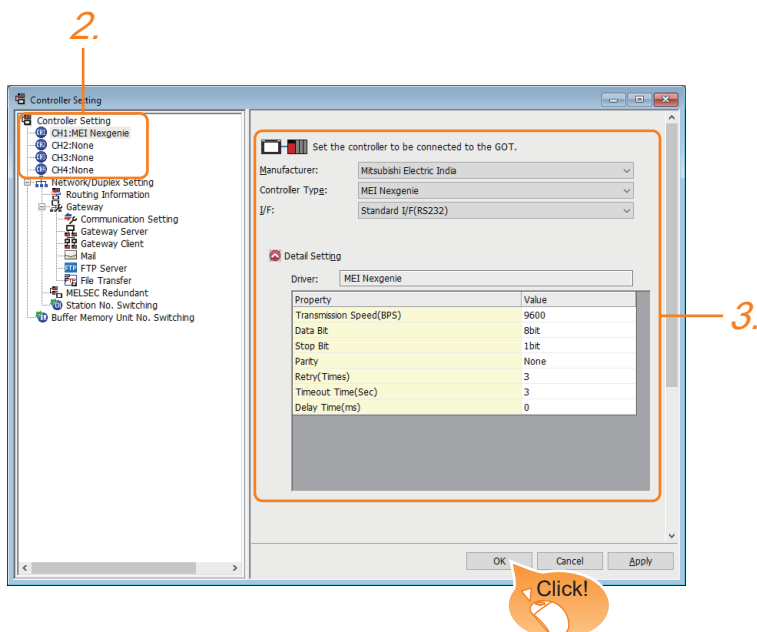 2.
Controller Setting
Controller Setting
CH1:MEI Nexgenie
CH2:None
CH3:None
CH4:None
Network/Duplex Setting
Routing Information
Gateway
Communication Setting
Gateway Server
Gateway Client
Mail
FTP FTP Server
File Transfer
MELSEC Redundant
Station No. Switching
Buffer Memory Unit No. Switching
Set the controller to be connected to the GOT.
Manufacturer: Mitsubishi Electric India
Controller Type: MEI Nexgenie
I/F: Standard I/F(RS232)
Detail Setting
Driver: MEI Nexgenie
Property Value
Transmission Speed(BPS) 9600
Data Bit 8bit
Stop Bit 1bit
Parity None
Retry(Times) 3
Timeout Time(Sec) 3
Delay Time(ms) 0
3.
OK Cancel Apply
Click!